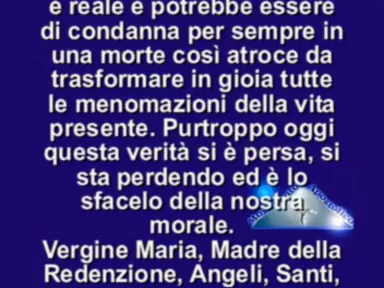 e reale e potrebbe essere
di condanna per sempre in
una morte così atroce da
trasformare in gioia tutte
le menomazioni della vita
presente. Purtroppo oggi
questa verità si è persa, si
sta perdendo ed è lo
sfacelo della nostra
morale.
Vergine Maria, Madre della
Redenzione, Angeli, Santi,